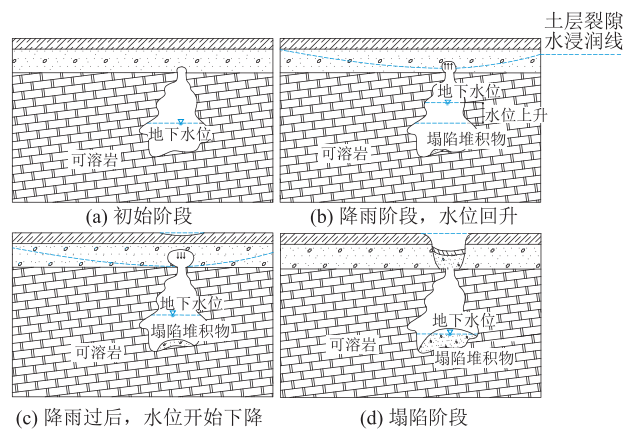 土层裂隙
水浸润线
地下水位
可溶岩
(a) 初始阶段
地下水位
水位上升
塌陷堆积物
可溶岩
(b) 降雨阶段，水位回升
地下水位
塌陷堆积物
可溶岩
(c) 降雨过后，水位开始下降
地下水位
可溶岩
塌陷堆积物
(d) 塌陷阶段